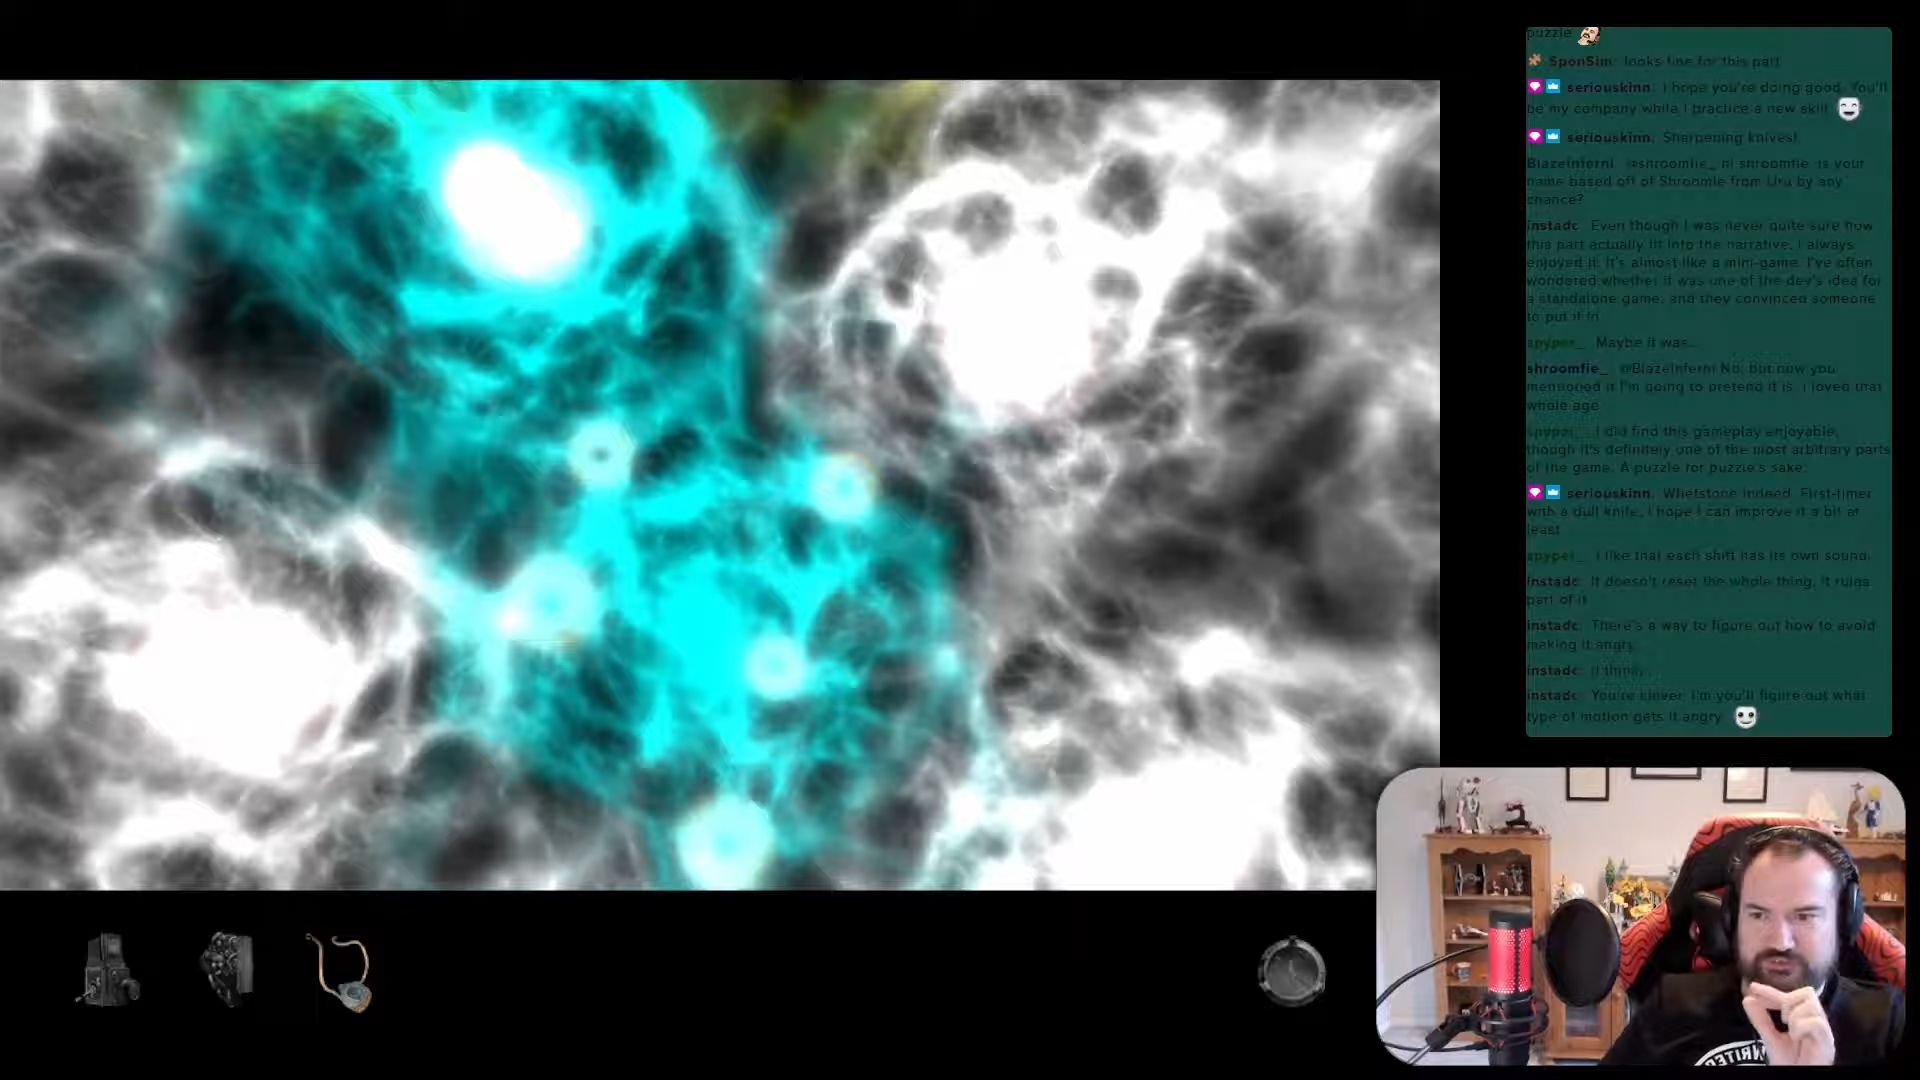 puzzle
SponSim: looks fine for this part
seriouskinn: I hope you're doing good. You'll
be my company while I practice a new skill
seriouskinn: Sharpening knives!
BlazeInferni: @shroomfie_ hi shroomfie. Is your
name based off of Shroomie from Uru by any
chance?
instadc: Even though I was never quite sure how
this part actually fit into the narrative, I always
enjoyed it. It's almost like a mini-game. I've often
wondered whether it was one of the dev's idea for
a standalone game, and they convinced someone
to put it in
spyper_: Maybe it was...
shroomfie_: @BlazeInferni No, but now you
mentioned it I'm going to pretend it is. I loved that
whole age
spyper_: I did find this gameplay enjoyable,
though it's definitely one of the most arbitrary parts
of the game. A puzzle for puzzle's sake.
seriouskinn: Whetstone indeed. First-timer
with a dull knife, I hope I can improve it a bit at
least
spyper_: I like that each shift has its own sound.
instadc: It doesn't reset the whole thing. It ruins
part of it
instadc: There's a way to figure out how to avoid
making it angry
instadc: (I think)...
instadc: You're klever. I'm you'll figure out what
type of motion gets it angry